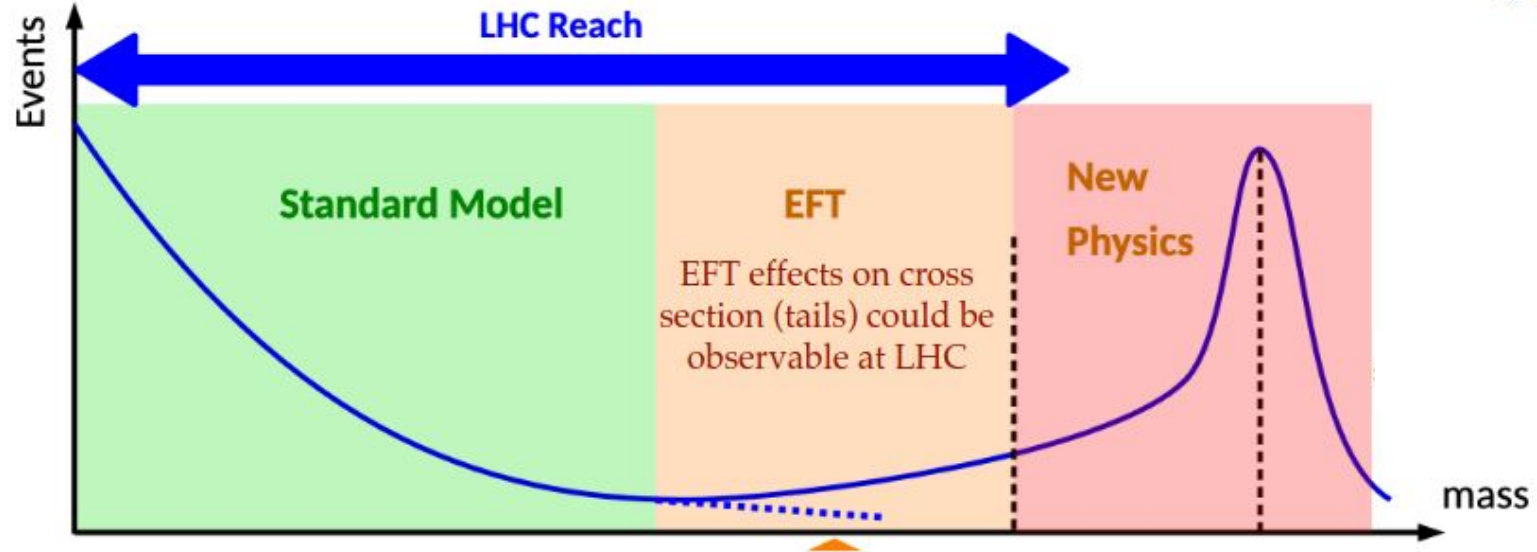 LHC Reach
Events
Standard Model
EFT
EFT effects on cross
section (tails) could be
observable at LHC
New
Physics
mass